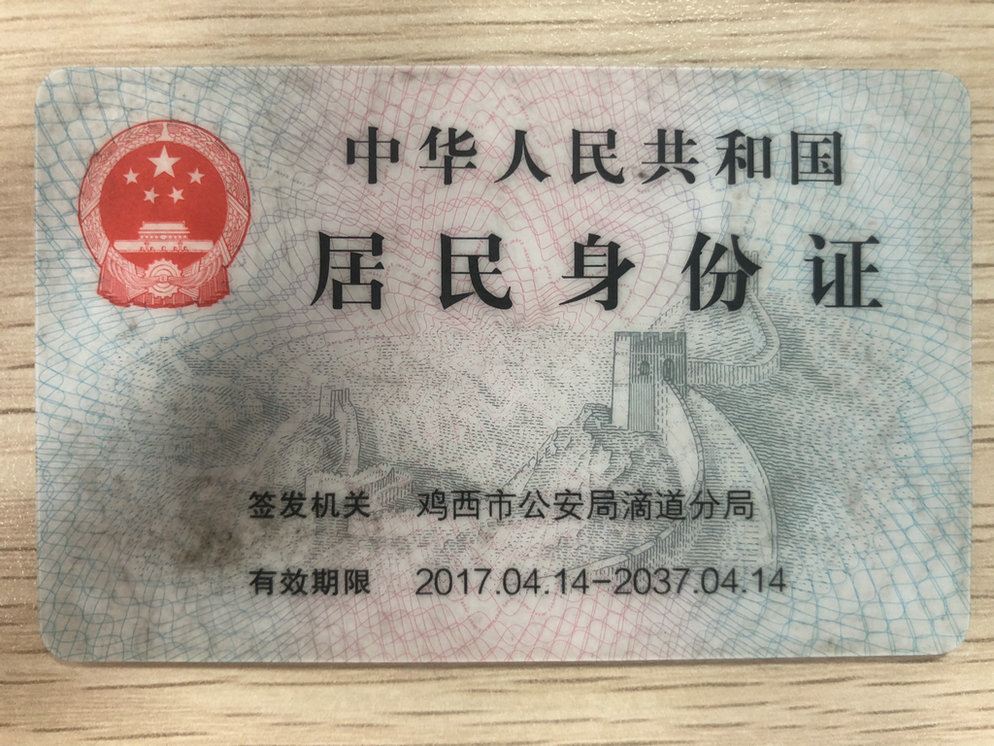 中华人民共和国
居民身份证
签发机关 鸡西市公安局滴道分局
有效期限 2017.04.14-2037.04.14